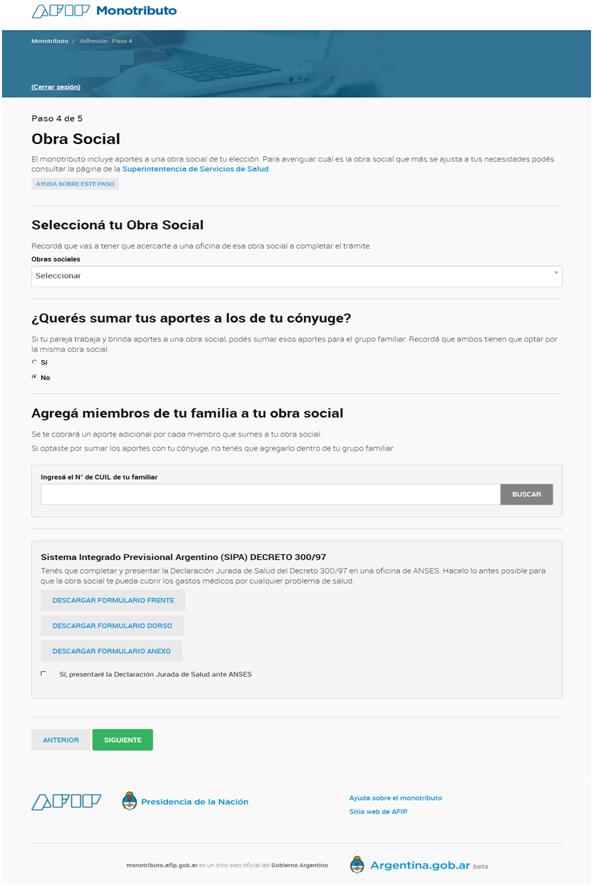 AFIP Monotributo
Monotributo / Adhesión - Paso 4
(Cerrar sesión)
Paso 4 de 5
Obra Social
El monotributo incluye aportes a una obra social de tu elección. Para averiguar cuál es la obra social que más se ajusta a tus necesidades podés
consultar la página de la Superintentencia de Servicios de Salud.
AYUDA SOBRE ESTE PASO
Seleccioná tu Obra Social
Recordá que vas a tener que acercarte a una oficina de esa obra social a completar el trámite.
Obras sociales
Seleccionar
¿Querés sumar tus aportes a los de tu cónyuge?
Si tu pareja trabaja y brinda aportes a una obra social, podés sumar esos aportes para el grupo familiar. Recordá que ambos tienen que optar por
la misma obra social.
Sí
No
Agregá miembros de tu familia a tu obra social
Se te cobrará un aporte adicional por cada miembro que sumes a tu obra social.
Si optaste por sumar los aportes con tu cónyuge, no tenés que agregarlo dentro de tu grupo familiar.
Ingresá el N° de CUIL de tu familiar
BUSCAR
Sistema Integrado Previsional Argentino (SIPA) DECRETO 300/97
Tenés que completar y presentar la Declaración Jurada de Salud del Decreto 300/97 en una oficina de ANSES. Hacelo lo antes posible para
que la obra social te pueda cubrir los gastos médicos por cualquier problema de salud.
DESCARGAR FORMULARIO FRENTE
DESCARGAR FORMULARIO DORSO
DESCARGAR FORMULARIO ANEXO
Sí, presentaré la Declaración Jurada de Salud ante ANSES
ANTERIOR SIGUIENTE
AFIP Presidencia de la Nación
Ayuda sobre el monotributo
Sitio web de AFIP
monotributo.afip.gob.ar es un sitio web oficial del Gobierno Argentino
Argentina.gob.ar beta